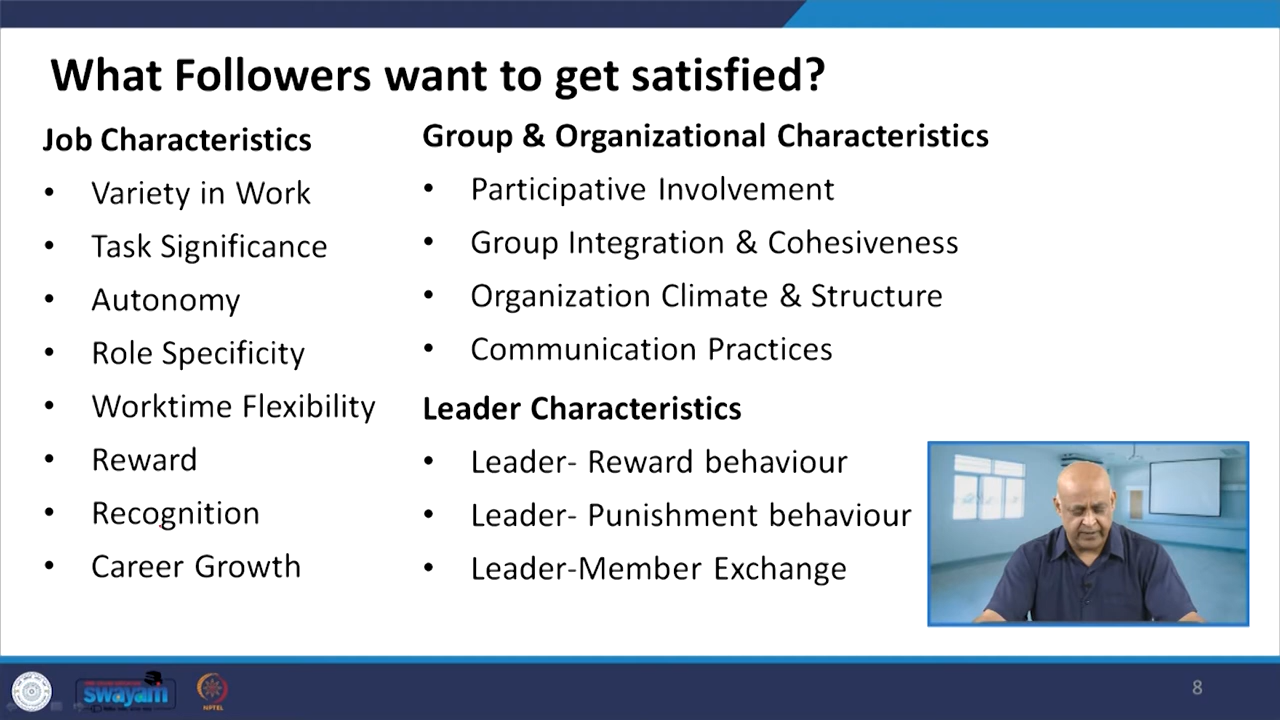 What Followers want to get satisfied?
Job Characteristics
• Variety in Work
• Task Significance
• Autonomy
• Role Specificity
• Worktime Flexibility
• Reward
• Recognition
• Career Growth
Group & Organizational Characteristics
• Participative Involvement
• Group Integration & Cohesiveness
• Organization Climate & Structure
• Communication Practices
Leader Characteristics
• Leader- Reward behaviour
• Leader- Punishment behaviour
• Leader-Member Exchange
swayam
NPTEL
8